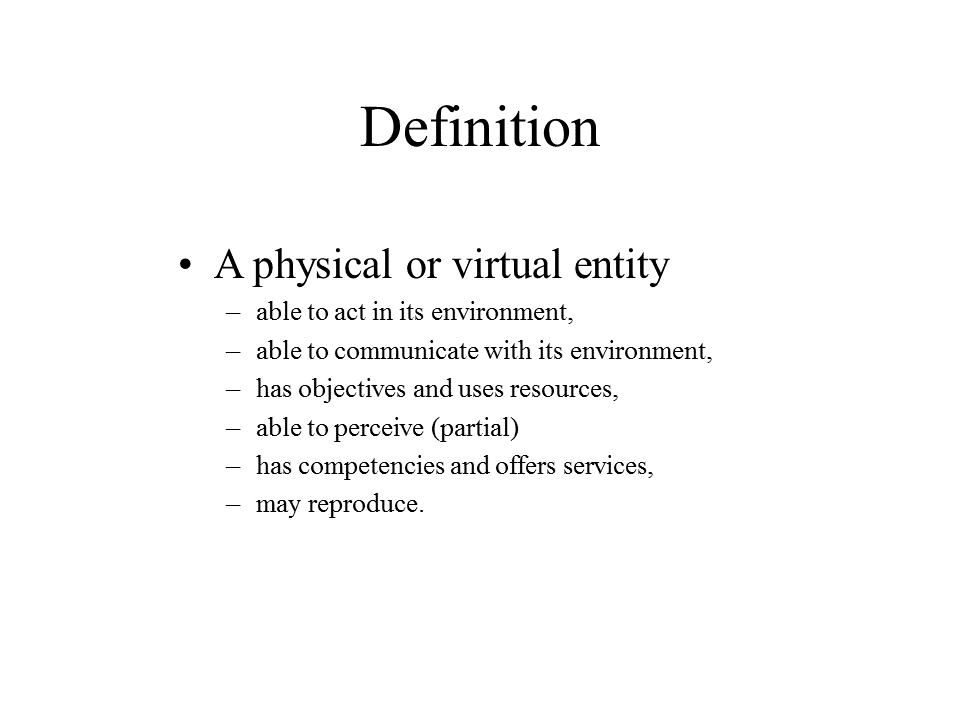 Definition
• A physical or virtual entity
– able to act in its environment,
– able to communicate with its environment,
– has objectives and uses resources,
– able to perceive (partial)
– has competencies and offers services,
– may reproduce.